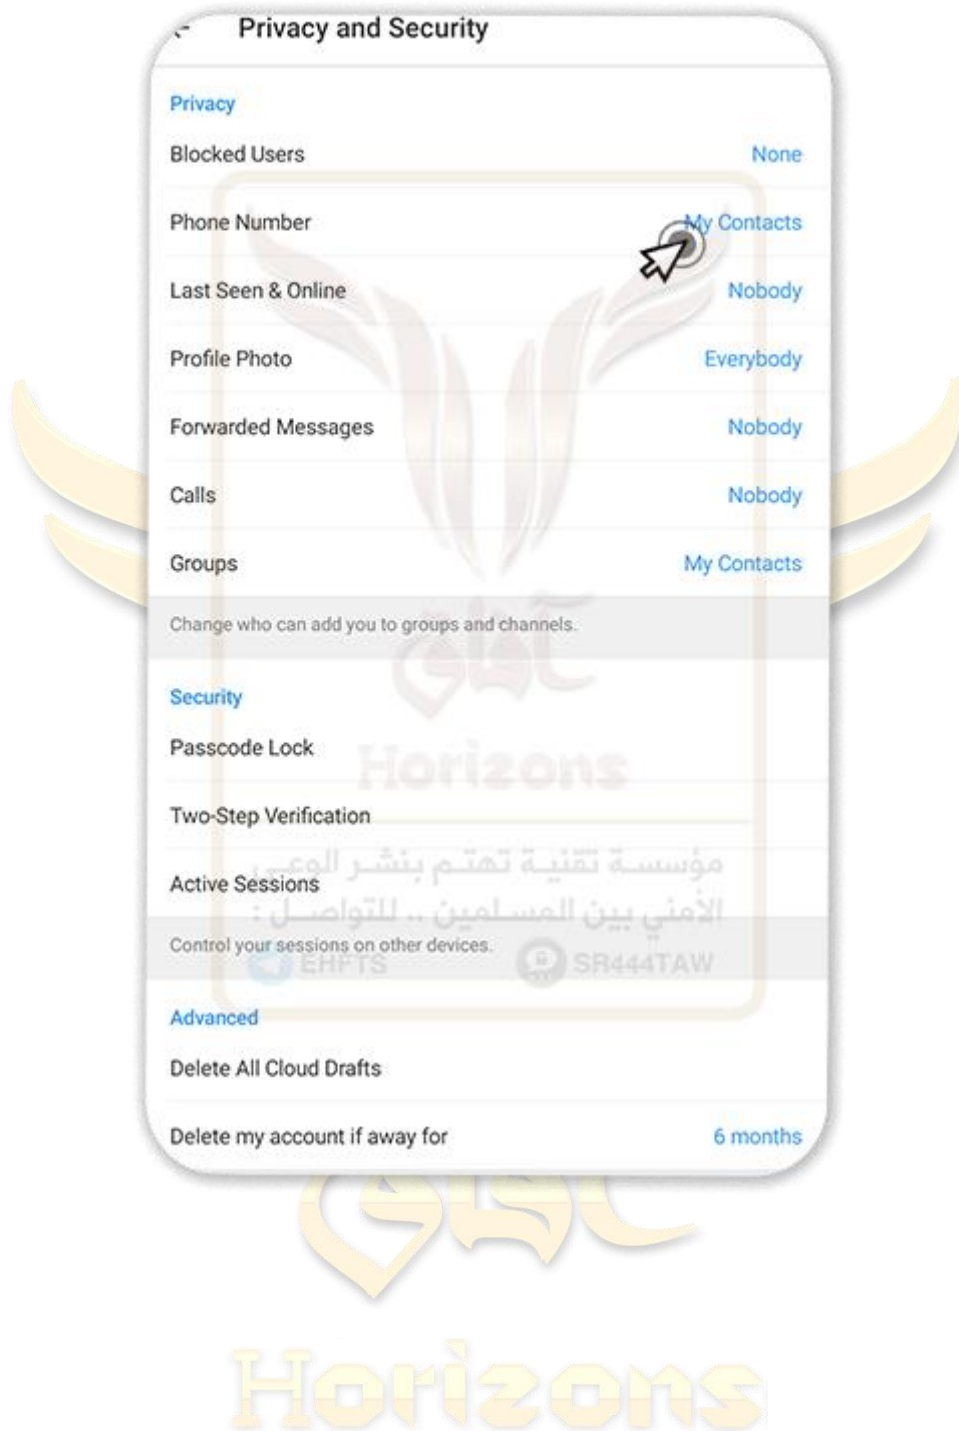 Privacy and Security
Privacy
Blocked Users None
Phone Number My Contacts
Last Seen & Online Nobody
Profile Photo Everybody
Forwarded Messages Nobody
Calls Nobody
Groups My Contacts
Change who can add you to groups and channels.
آفاق
Security
Passcode Lock
Horizons
Two-Step Verification
مؤسسة تقنية تهتم بنشر الوعي
Active Sessions
الأمني بين المسلمين .. للتواصل :
Control your sessions on other devices.
EHFTS SR444TAW
Advanced
Delete All Cloud Drafts
Delete my account if away for 6 months
آفاق
Horizons